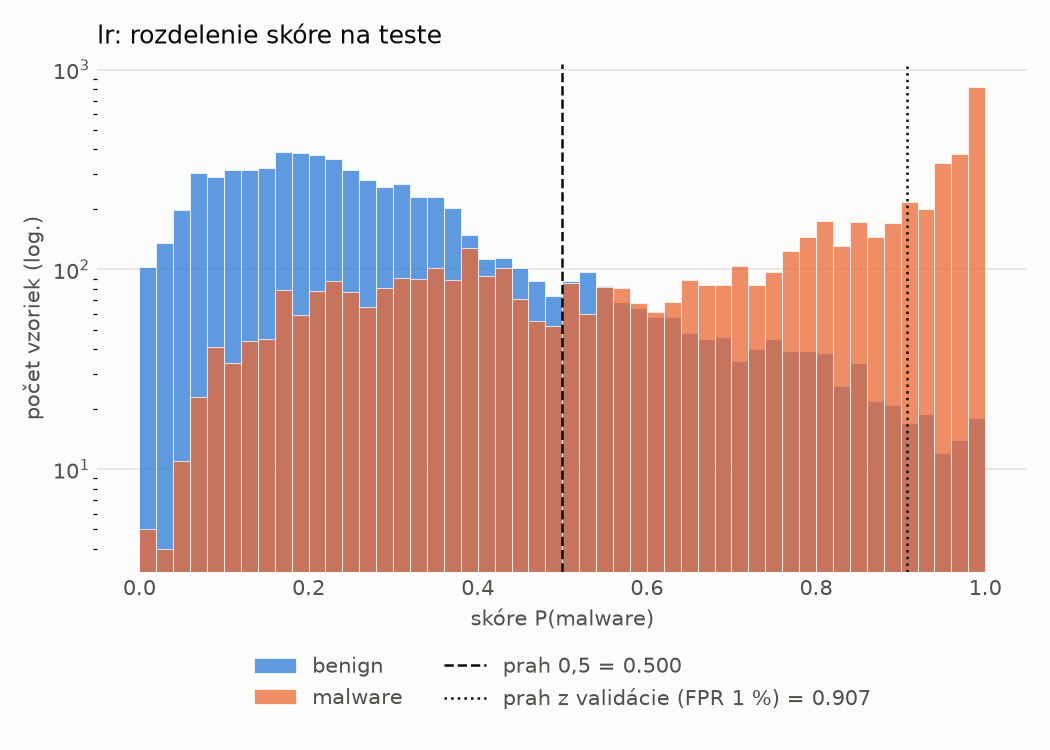 lr: rozdelenie skóre na teste
počet vzoriek (log.)
10³
10²
10¹
0.0 0.2 0.4 0.6 0.8 1.0
skóre P(malware)
benign
malware
prah 0,5 = 0.500
prah z validácie (FPR 1 %) = 0.907